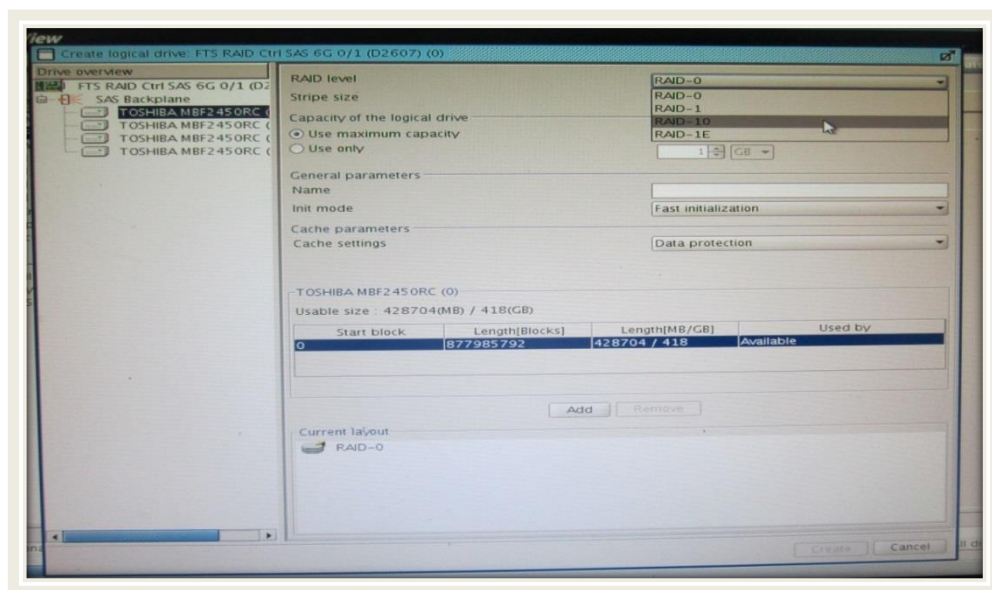 View
Create logical drive: FTS RAID Ctrl SAS 6G 0/1 (D2607) (0)
Drive overview
FTS RAID Ctrl SAS 6G 0/1 (D2
SAS Backplane
TOSHIBA MBF2450RC (
TOSHIBA MBF2450RC (
TOSHIBA MBF2450RC (
TOSHIBA MBF2450RC (
RAID level
RAID-0
Stripe size
RAID-0
RAID-1
RAID-10
RAID-1E
Capacity of the logical drive
Use maximum capacity
Use only
1 GB
General parameters
Name
Init mode
Fast initialization
Cache parameters
Cache settings
Data protection
TOSHIBA MBF2450RC (0)
Usable size : 428704(MB) / 418(GB)
Start block Length[Blocks] Length[MB/GB] Used by
0 877985792 428704 / 418 Available
Add Remove
Current layout
RAID-0
Create Cancel